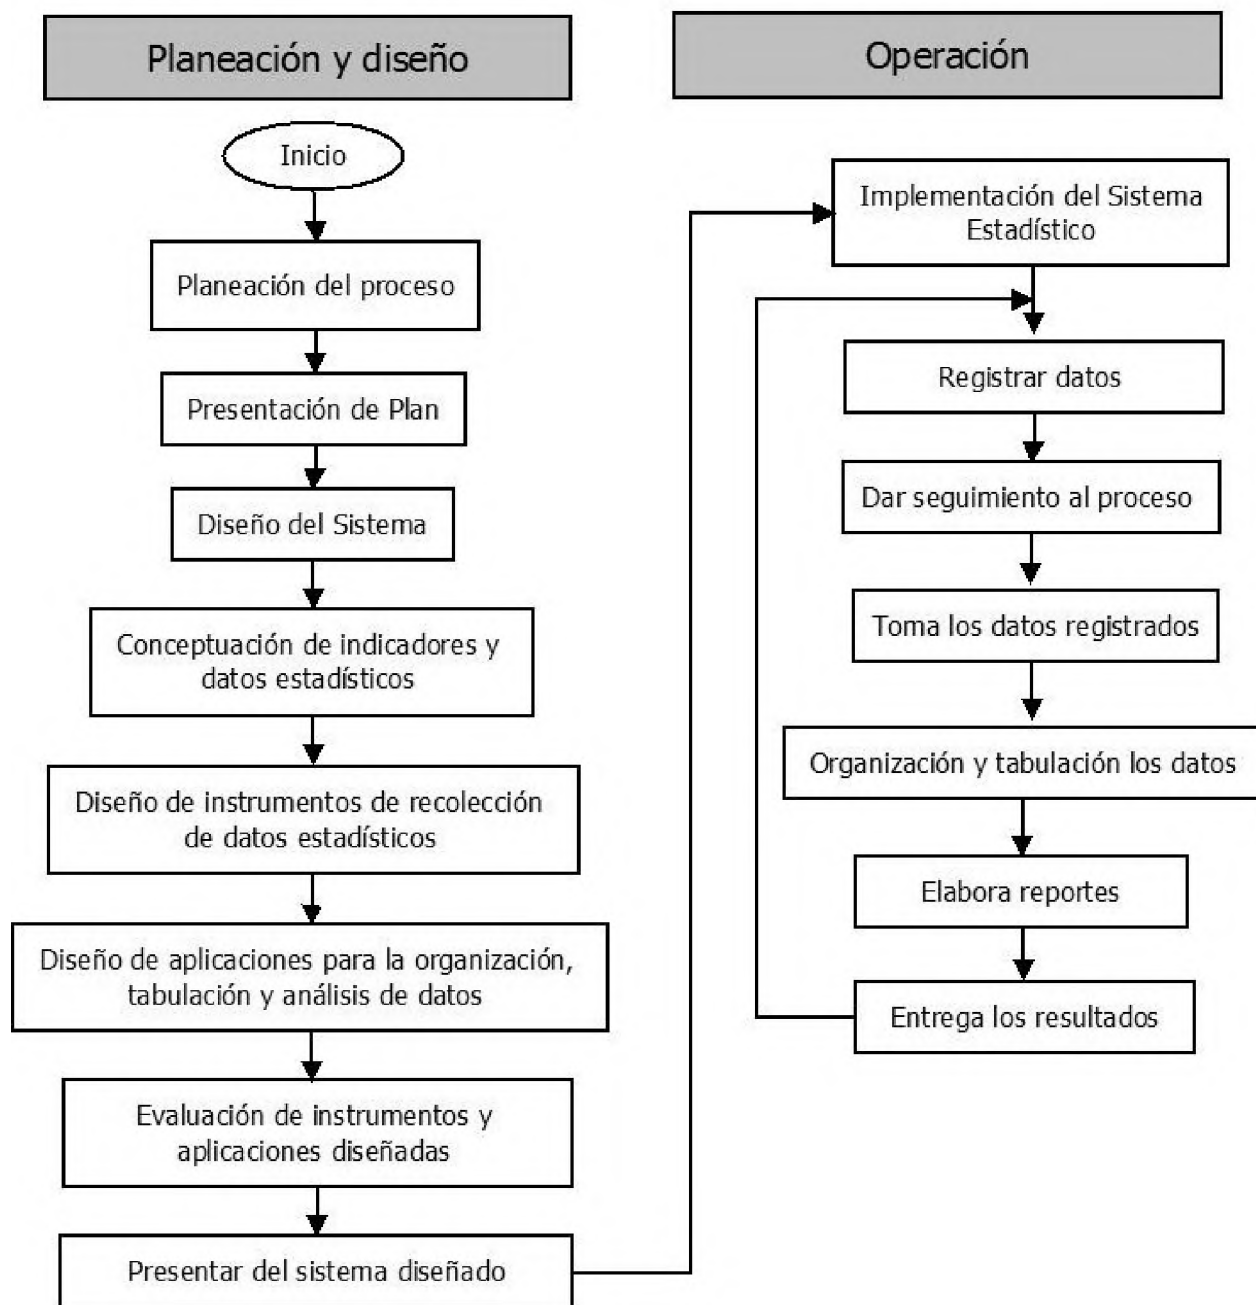 Planeación y diseño
Inicio
Planeación del proceso
Presentación de Plan
Diseño del Sistema
Conceptuación de indicadores y
datos estadísticos
Diseño de instrumentos de recolección
de datos estadísticos
Diseño de aplicaciones para la organización,
tabulación y análisis de datos
Evaluación de instrumentos y
aplicaciones diseñadas
Presentar del sistema diseñado
Operación
Implementación del Sistema
Estadístico
Registrar datos
Dar seguimiento al proceso
Toma los datos registrados
Organización y tabulación los datos
Elabora reportes
Entrega los resultados